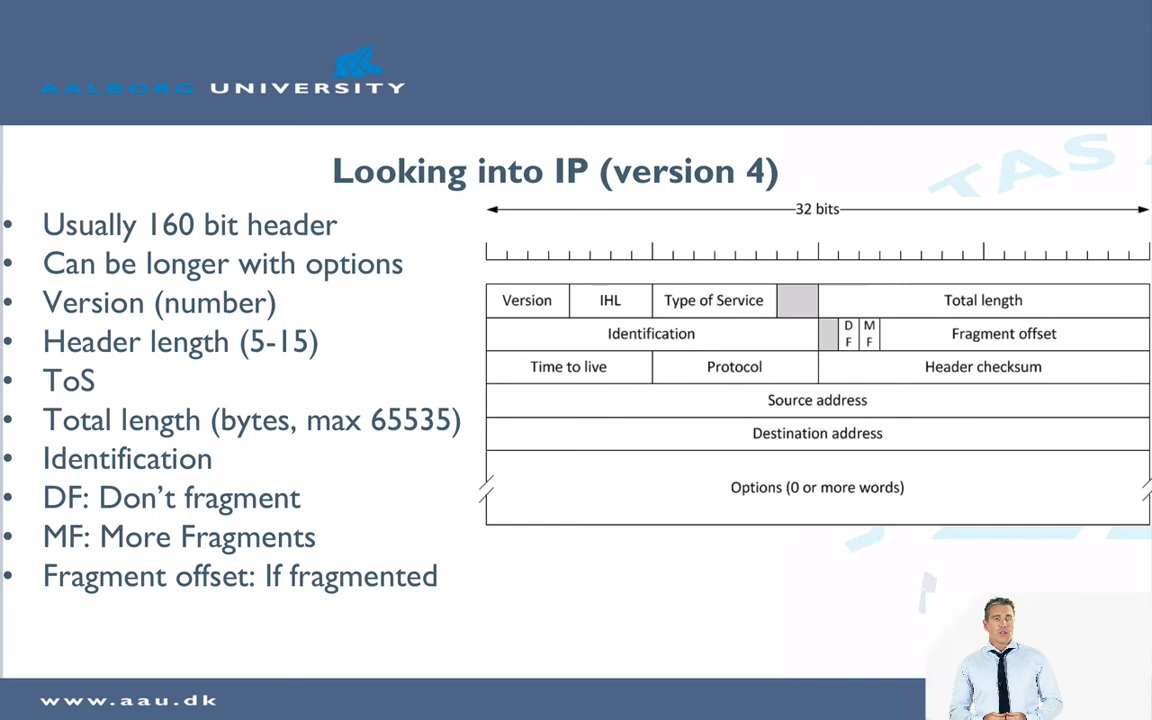 AALBORG UNIVERSITY
TAS
Looking into IP (version 4)
• Usually 160 bit header
• Can be longer with options
• Version (number)
• Header length (5-15)
• ToS
• Total length (bytes, max 65535)
• Identification
• DF: Don’t fragment
• MF: More Fragments
• Fragment offset: If fragmented
32 bits
Version IHL Type of Service Total length
Identification DF MF Fragment offset
Time to live Protocol Header checksum
Source address
Destination address
Options (0 or more words)
www.aau.dk